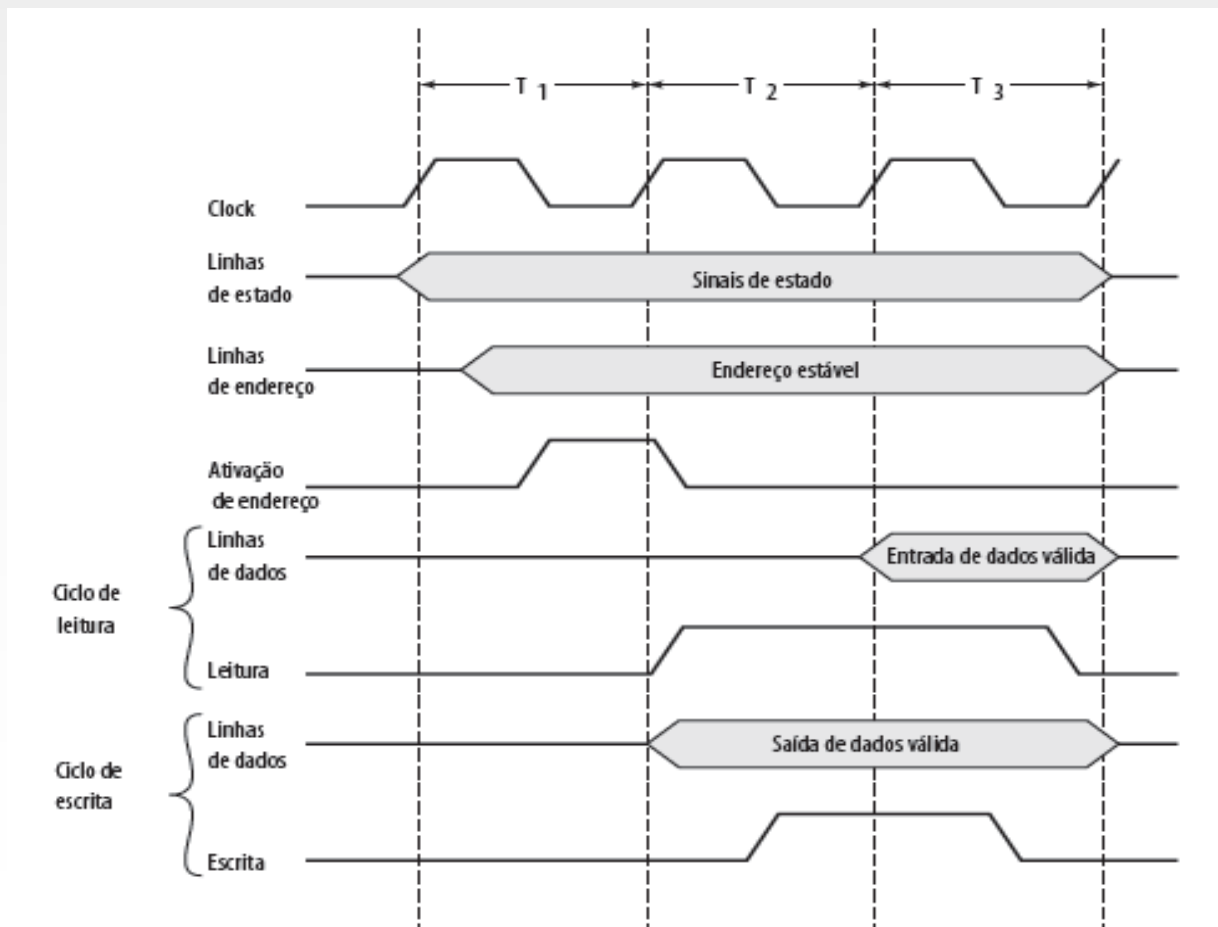 T 1
T 2
T 3
Clock
Linhas
de estado
Sinais de estado
Linhas
de endereço
Endereço estável
Ativação
de endereço
Ciclo de
leitura
Linhas
de dados
Entrada de dados válida
Leitura
Ciclo de
escrita
Linhas
de dados
Saída de dados válida
Escrita